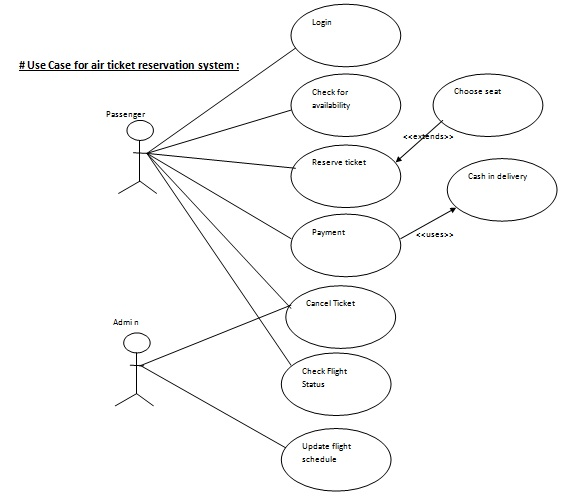 # Use Case for air ticket reservation system :
Login
Check for
availability
Choose seat
Passenger
<<extends>>
Reserve ticket
Cash in delivery
Payment
<<uses>>
Cancel Ticket
Admin
Check Flight
Status
Update flight
schedule